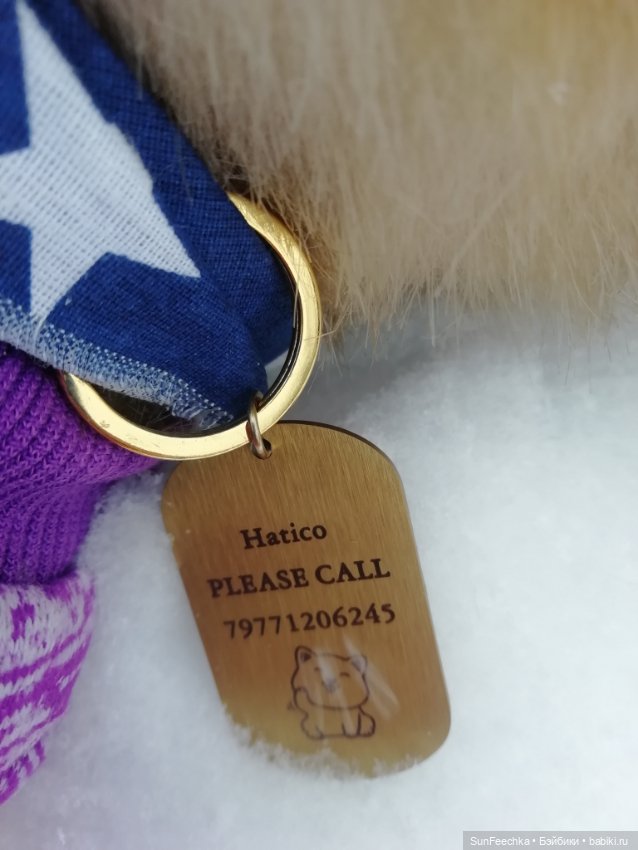 Hatico
PLEASE CALL
79771206245
SunFeechka • Бэйбики • babiki.ru